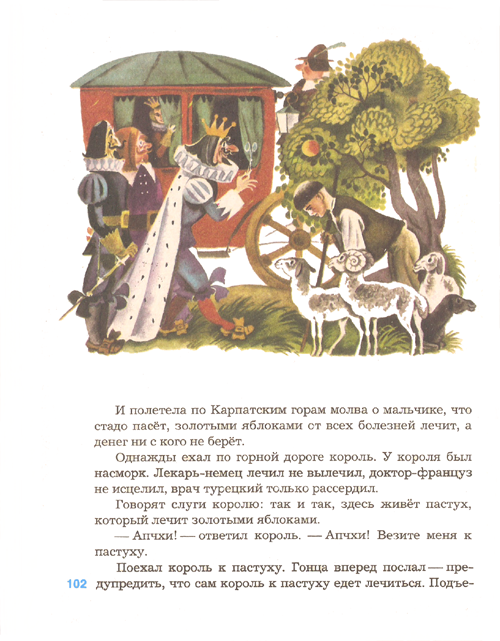 И полетела по Карпатским горам молва о мальчике, что
стадо пасёт, золотыми яблоками от всех болезней лечит, а
денег ни с кого не берёт.
Однажды ехал по горной дороге король. У короля был
насморк. Лекарь-немец лечил не вылечил, доктор-француз
не исцелил, врач турецкий только рассердил.
Говорят слуги королю: так и так, здесь живёт пастух,
который лечит золотыми яблоками.
— Апчхи! — ответил король. — Апчхи! Везите меня к
пастуху.
Поехал король к пастуху. Гонца вперед послал — пре-
дупредить, что сам король к пастуху едет лечиться. Подъе-
102